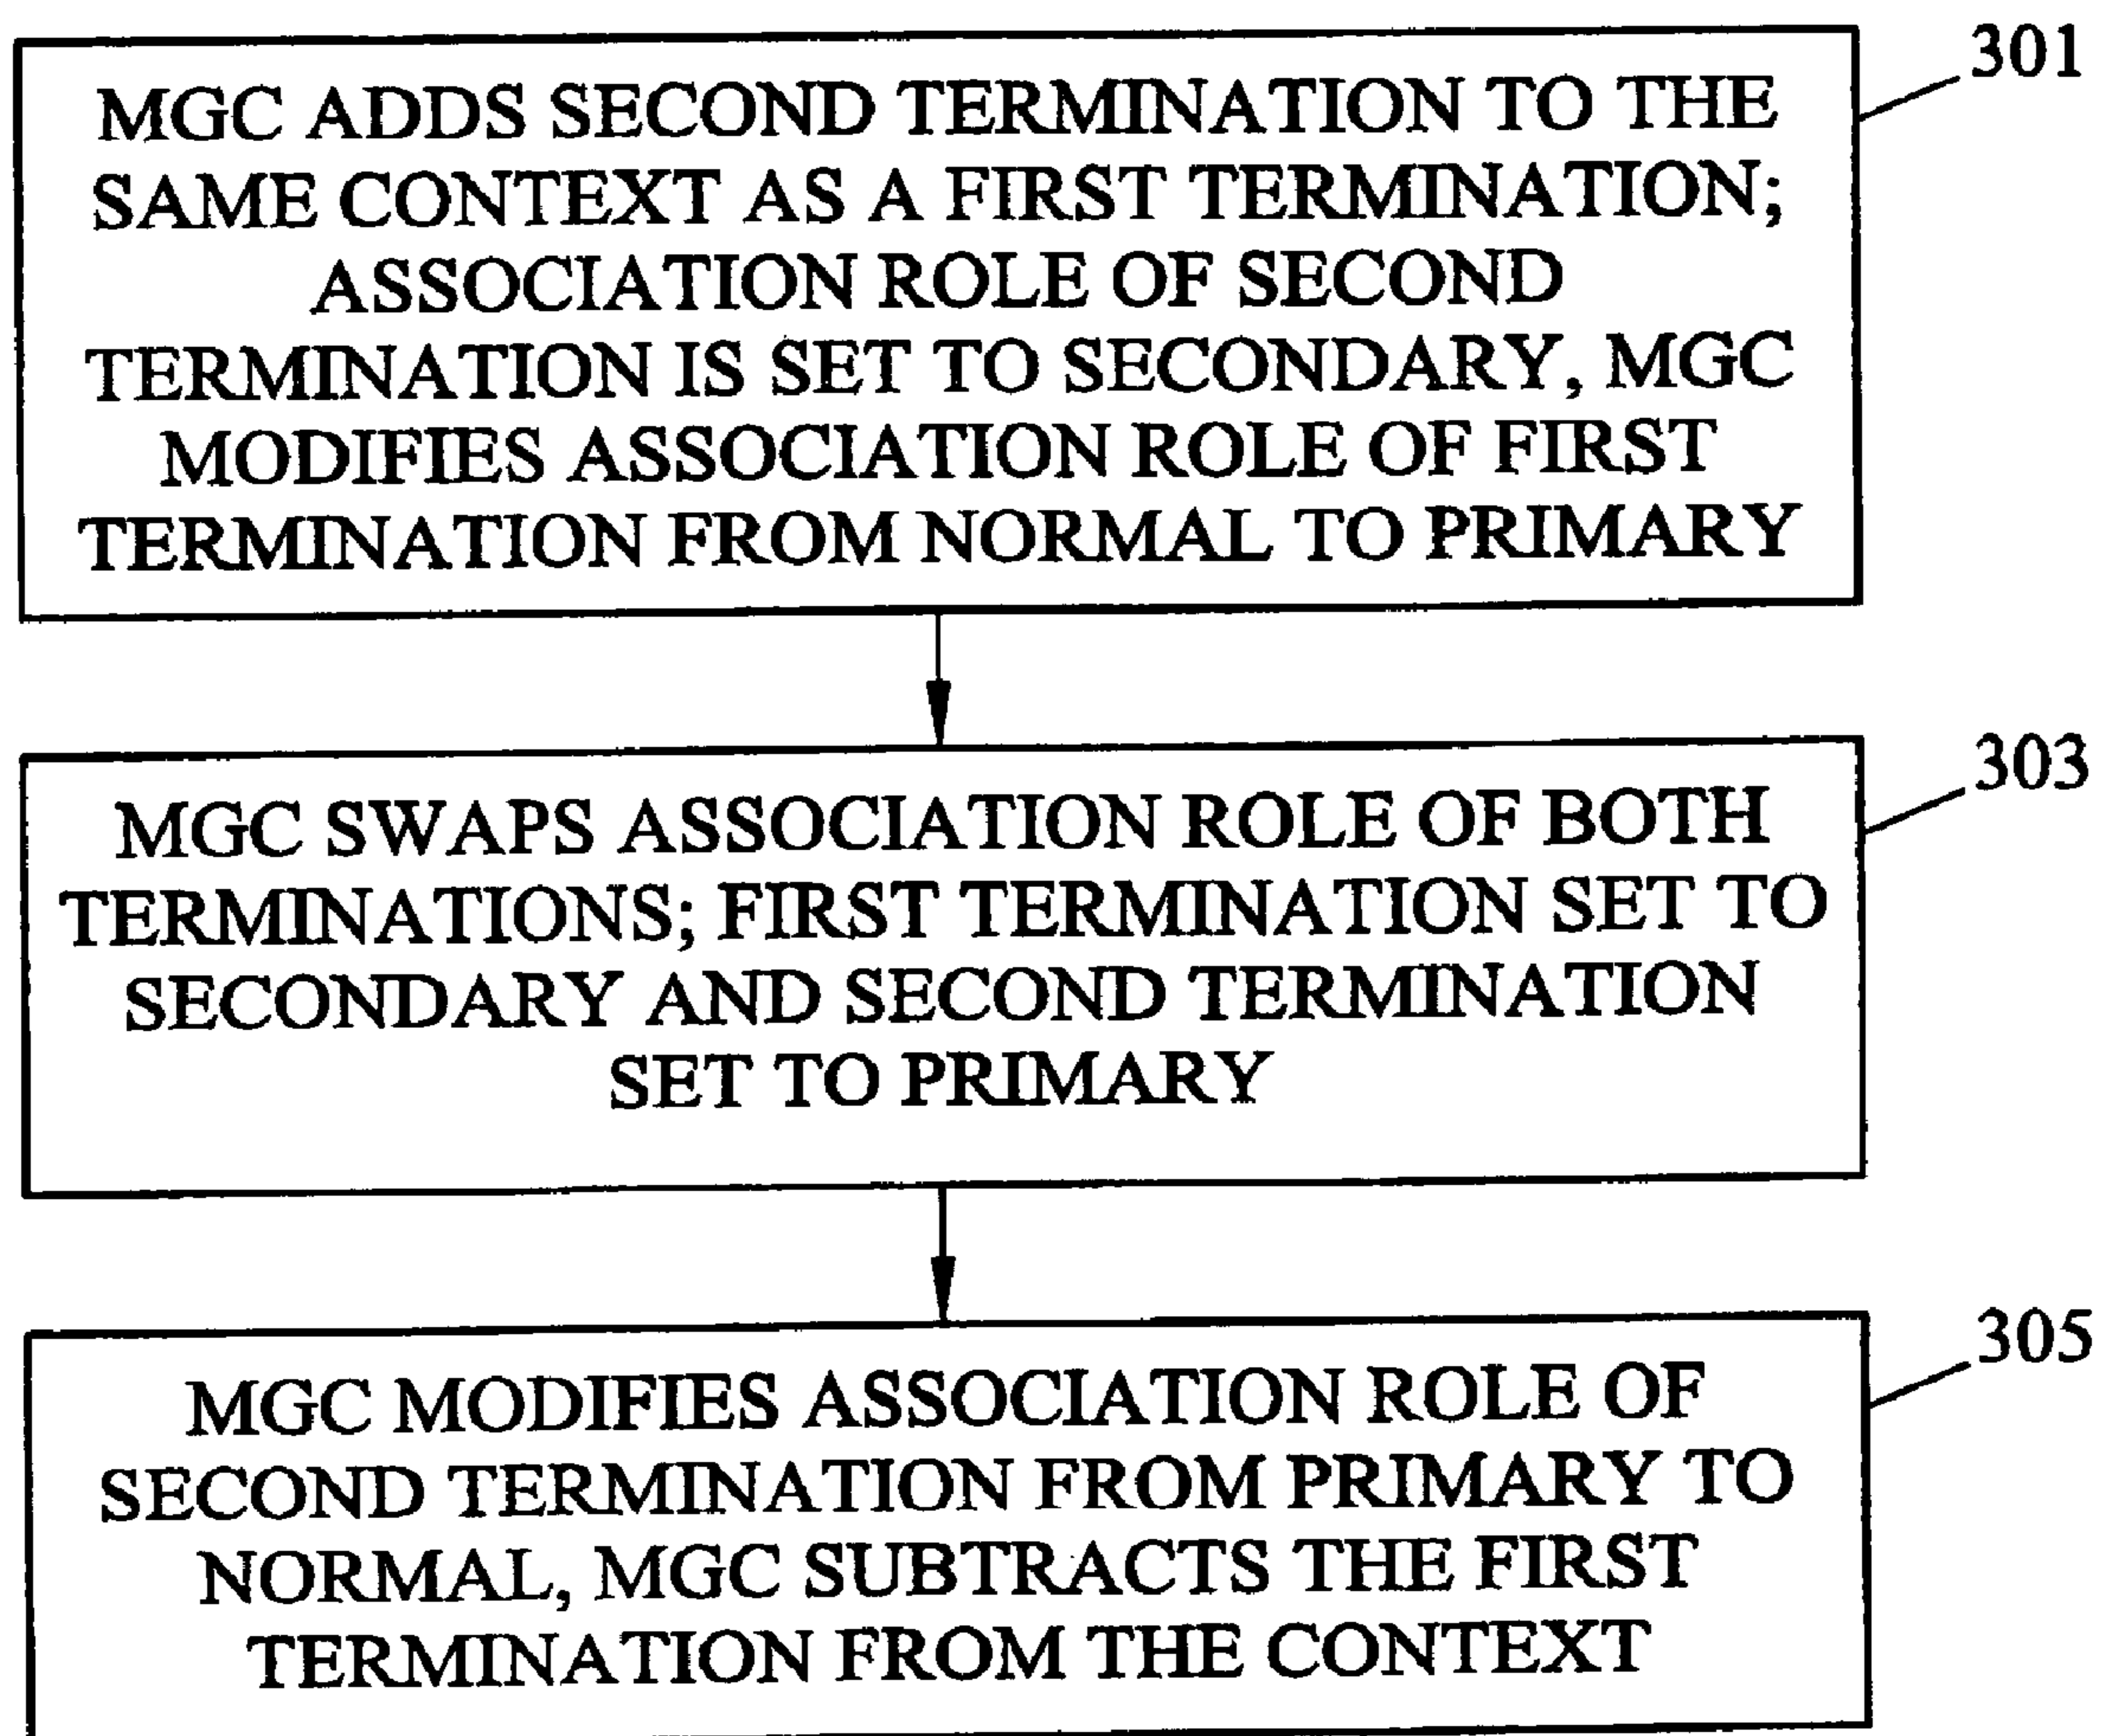 301
MGC ADDS SECOND TERMINATION TO THE
SAME CONTEXT AS A FIRST TERMINATION;
ASSOCIATION ROLE OF SECOND
TERMINATION IS SET TO SECONDARY, MGC
MODIFIES ASSOCIATION ROLE OF FIRST
TERMINATION FROM NORMAL TO PRIMARY
303
MGC SWAPS ASSOCIATION ROLE OF BOTH
TERMINATIONS; FIRST TERMINATION SET TO
SECONDARY AND SECOND TERMINATION
SET TO PRIMARY
305
MGC MODIFIES ASSOCIATION ROLE OF
SECOND TERMINATION FROM PRIMARY TO
NORMAL, MGC SUBTRACTS THE FIRST
TERMINATION FROM THE CONTEXT